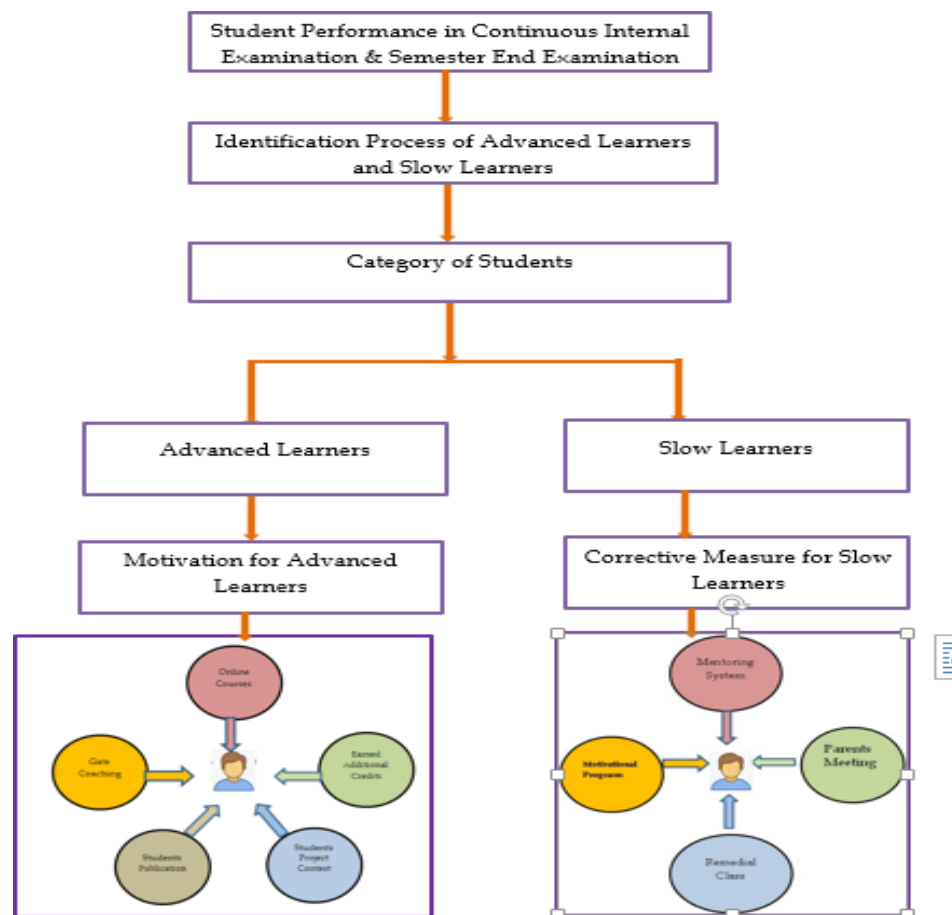 Student Performance in Continuous Internal
Examination & Semester End Examination
Identification Process of Advanced Learners
and Slow Learners
Category of Students
Advanced Learners
Slow Learners
Motivation for Advanced
Learners
Corrective Measure for Slow
Learners
Online
Courses
Gate
Coaching
Earned
Additional
Credits
Students
Publication
Students
Project
Contest
Mentoring
System
Motivational
Program
Parents
Meeting
Remedial
Class